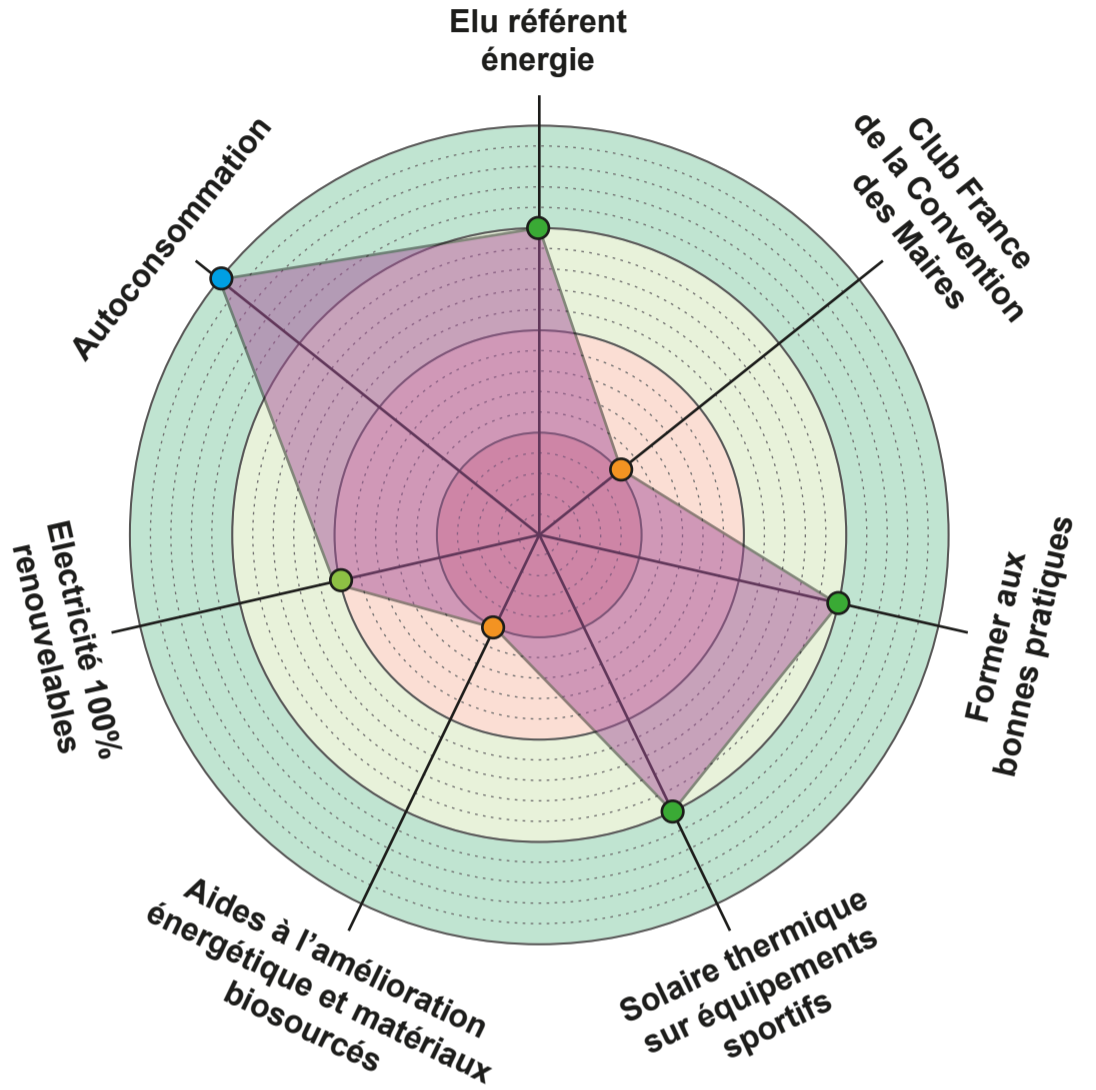 Elu référent
énergie
Club France
de la Convention
des Maires
Former aux
bonnes pratiques
Solaire thermique
sur équipements
sportifs
Aides à l’amélioration
énergétique et matériaux
biosourcés
Electricité 100%
renouvelables
Autoconsommation